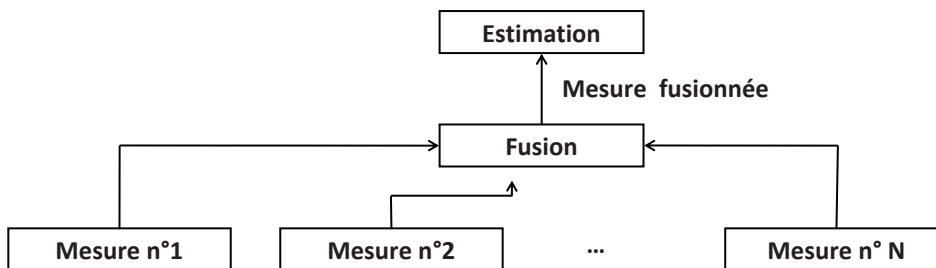 Estimation
Mesure fusionnée
Fusion
Mesure n°1
Mesure n°2
...
Mesure n° N